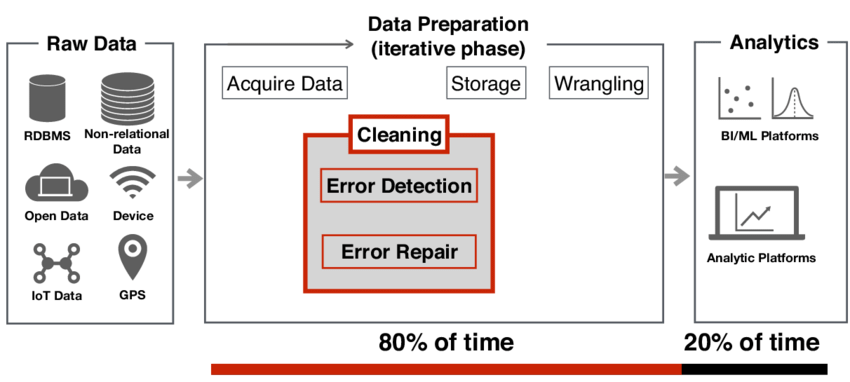 Raw Data
RDBMS
Non-relational
Data
Open Data
Device
IoT Data
GPS
Data Preparation
(iterative phase)
Acquire Data
Storage
Wrangling
Cleaning
Error Detection
Error Repair
Analytics
BI/ML Platforms
Analytic Platforms
80% of time
20% of time